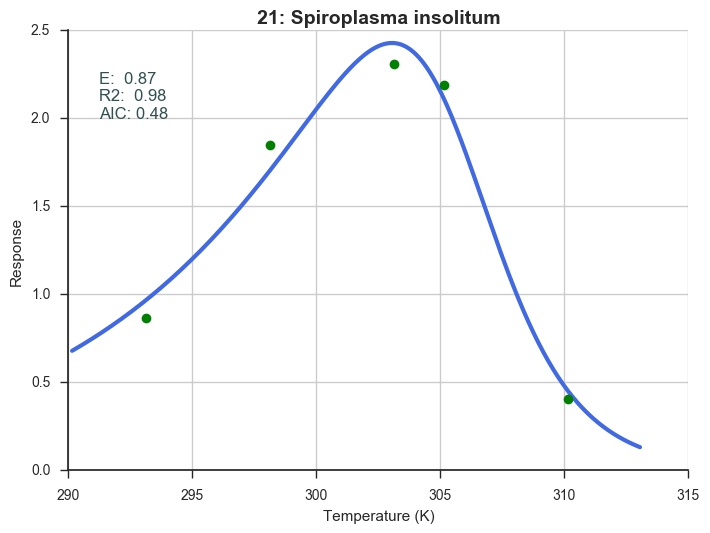 21: Spiroplasma insolitum
E:  0.87
R2:  0.98
AIC: 0.48
Response
2.5
2.0
1.5
1.0
0.5
0.0
290 295 300 305 310 315
Temperature (K)